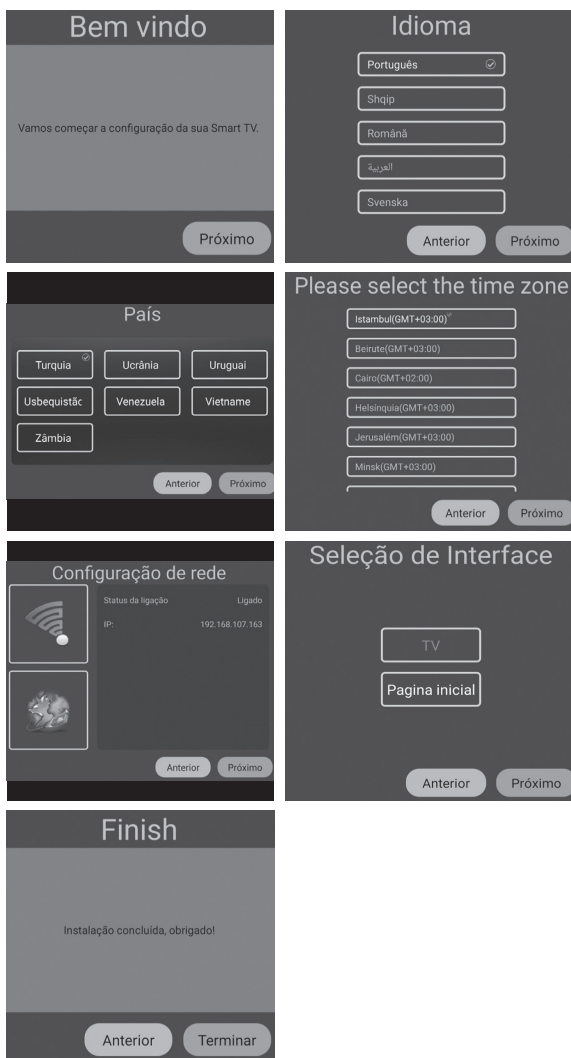 Bem vindo
Vamos começar a configuração da sua Smart TV.
Próximo
Idioma
Português
Shqip
Română
العربية
Svenska
Anterior Próximo
País
Turquia Ucrânia Uruguai
Usbequistãc Venezuela Vietname
Zâmbia
Anterior Próximo
Please select the time zone
Istambul(GMT+03:00)
Beirute(GMT+03:00)
Cairo(GMT+02:00)
Helsínquia(GMT+03:00)
Jerusalém(GMT+03:00)
Minsk(GMT+03:00)
Anterior Próximo
Configuração de rede
Status da ligação Ligado
IP: 192.168.107.163
Anterior Próximo
Seleção de Interface
TV
Pagina inicial
Anterior Próximo
Finish
Instalação concluída, obrigado!
Anterior Terminar